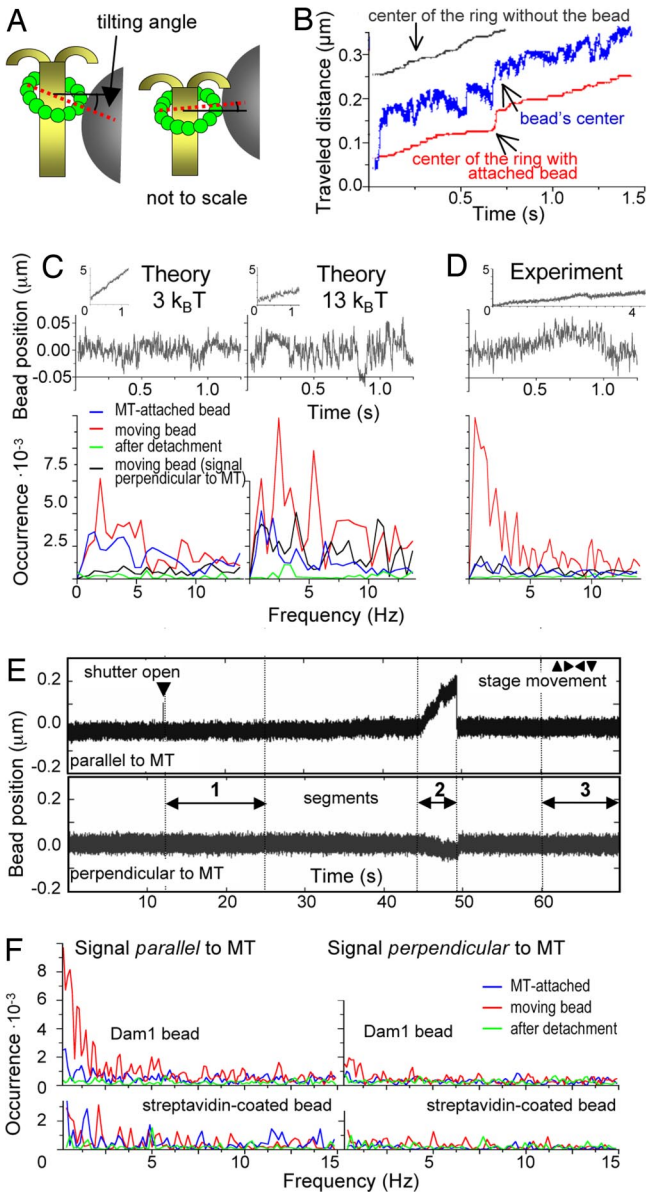 A
tilting angle
not to scale
B
Traveled distance (µm)
0.3
0.2
0.1
0.0
center of the ring without the bead
bead's center
center of the ring with
attached bead
0.5
1.0
1.5
Time (s)
C
Theory
3 kBT
Theory
13 kBT
5
0
1
5
0
1
Bead position (µm)
0.05
0.00
-0.05
0.5
1.0
0.5
1.0
Time (s)
D
Experiment
5
0
4
0.5
1.0
MT-attached bead
moving bead
after detachment
moving bead (signal
perpendicular to MT)
Occurrence ·10-3
7.5
5.0
2.5
0
5
10
0
5
10
0
5
10
Frequency (Hz)
E
Bead position (µm)
0.2
0.0
-0.2
shutter open
stage movement
parallel to MT
0.2
0.0
-0.2
1
segments
2
3
perpendicular to MT
Time (s)
10
20
30
40
50
60
F
Signal parallel to MT
Signal perpendicular to MT
MT-attached
moving bead
after detachment
Occurrence ·10-3
8
6
4
2
0
Dam1 bead
Dam1 bead
2
0
streptavidin-coated bead
streptavidin-coated bead
5
10
15
5
10
15
Frequency (Hz)